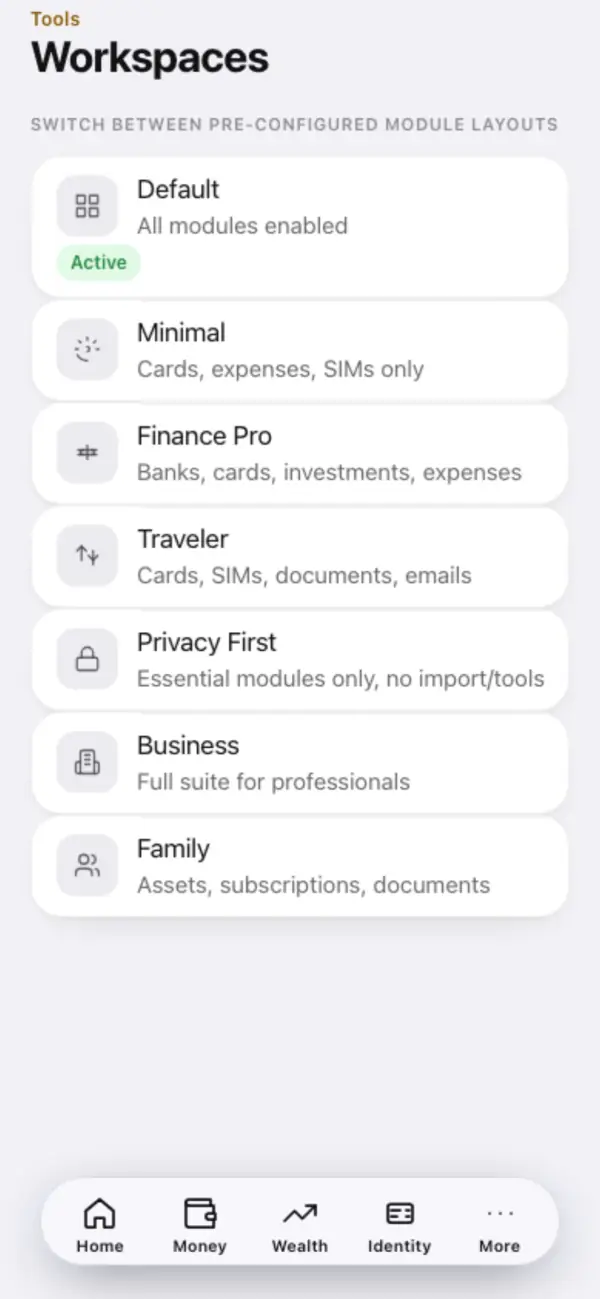 Tools
Workspaces
SWITCH BETWEEN PRE-CONFIGURED MODULE LAYOUTS
Default
All modules enabled
Active
Minimal
Cards, expenses, SIMs only
Finance Pro
Banks, cards, investments, expenses
Traveler
Cards, SIMs, documents, emails
Privacy First
Essential modules only, no import/tools
Business
Full suite for professionals
Family
Assets, subscriptions, documents
Home
Money
Wealth
Identity
More